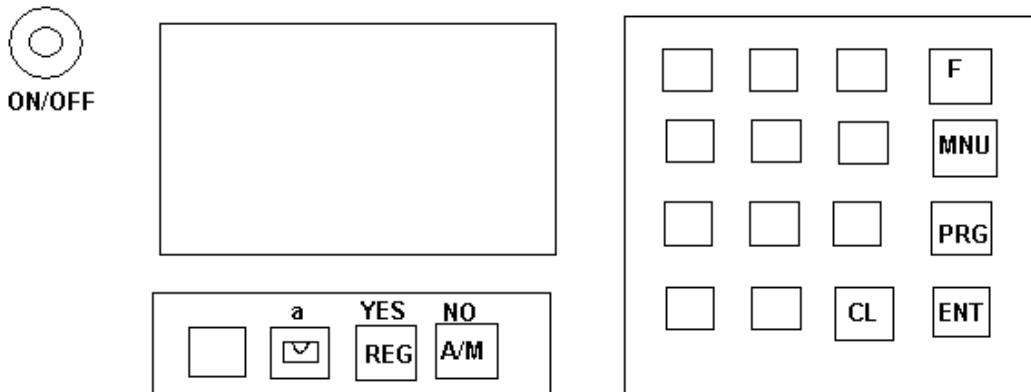 ON/OFF
F
MNU
PRG
CL ENT
a YES NO
REG A/M